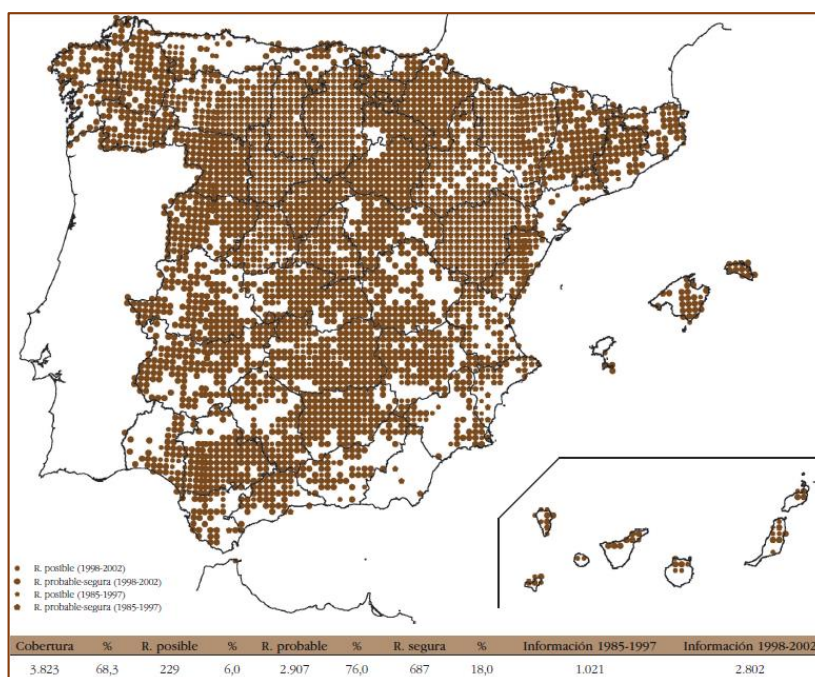 R. posible (1998-2002)
R. probable-segura (1998-2002)
R. posible (1985-1997)
R. probable-segura (1985-1997)
Cobertura % R. posible % R. probable % R. segura % Información 1985-1997 Información 1998-2002
3.823 68,3 229 6,0 2.907 76,0 687 18,0 1.021 2.802